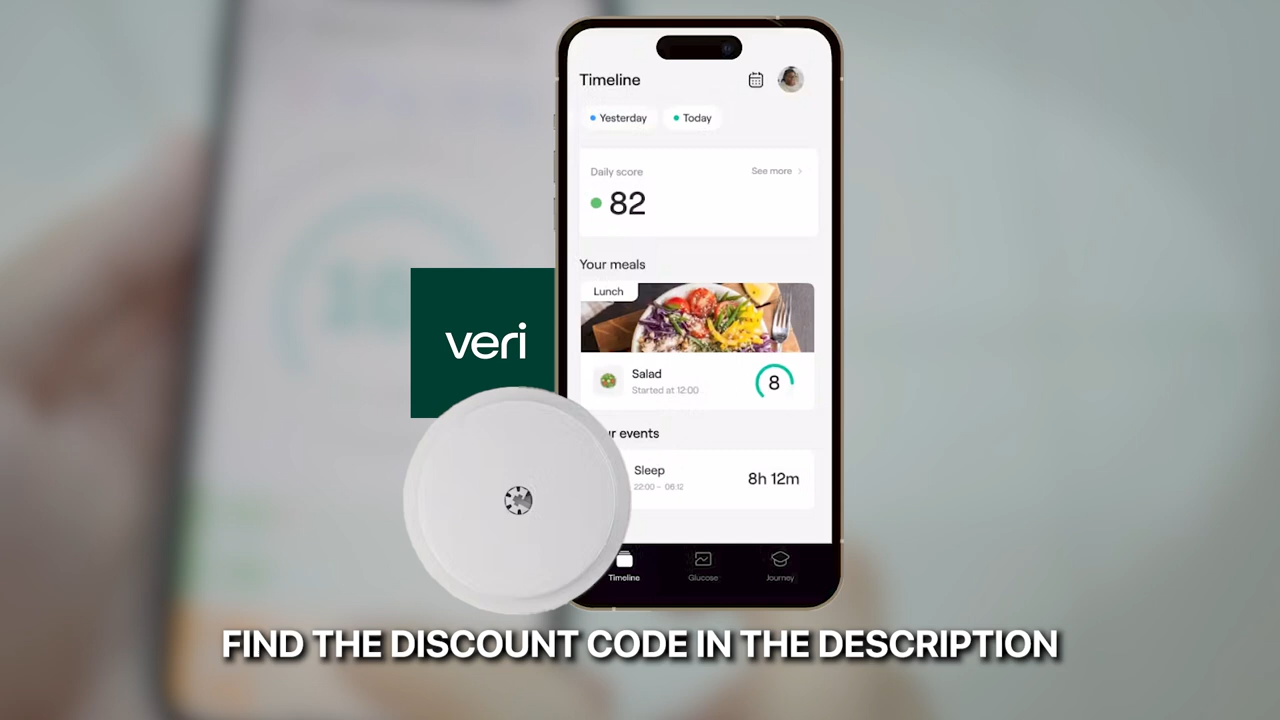 Timeline
Yesterday
Today
Daily score
See more >
82
Your meals
Lunch
Salad
Started at 12:00
8
events
Sleep
22:00 – 06:12
8h 12m
veri
Timeline
Glucose
Journey
FIND THE DISCOUNT CODE IN THE DESCRIPTION